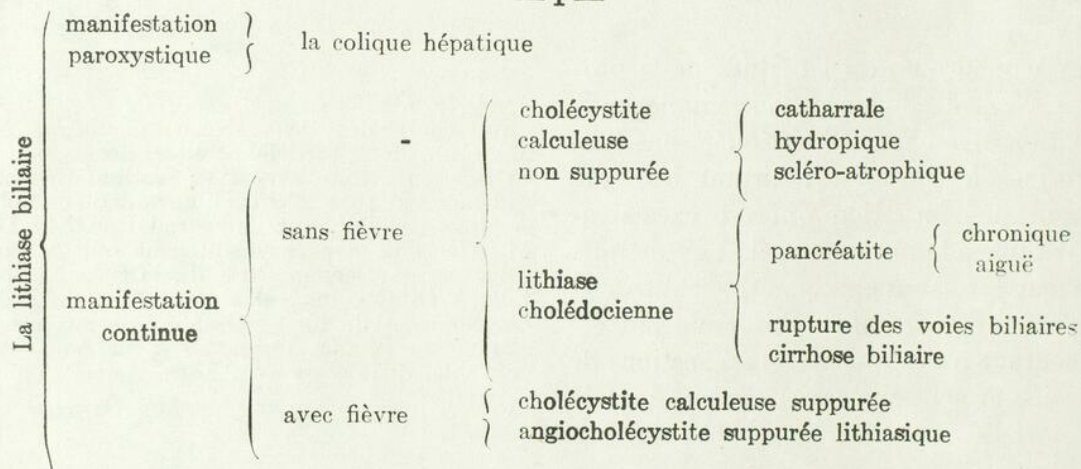 La lithiase biliaire
manifestation
paroxystique
la colique hépatique
manifestation
continue
sans fièvre
cholécystite
calculeuse
non suppurée
catharrale
hydropique
scléro-atrophique
lithiase
cholédocienne
pancréatite
chronique
aiguë
rupture des voies biliaires
cirrhose biliaire
avec fièvre
cholécystite calculeuse suppurée
angiocholécystite suppurée lithiasique